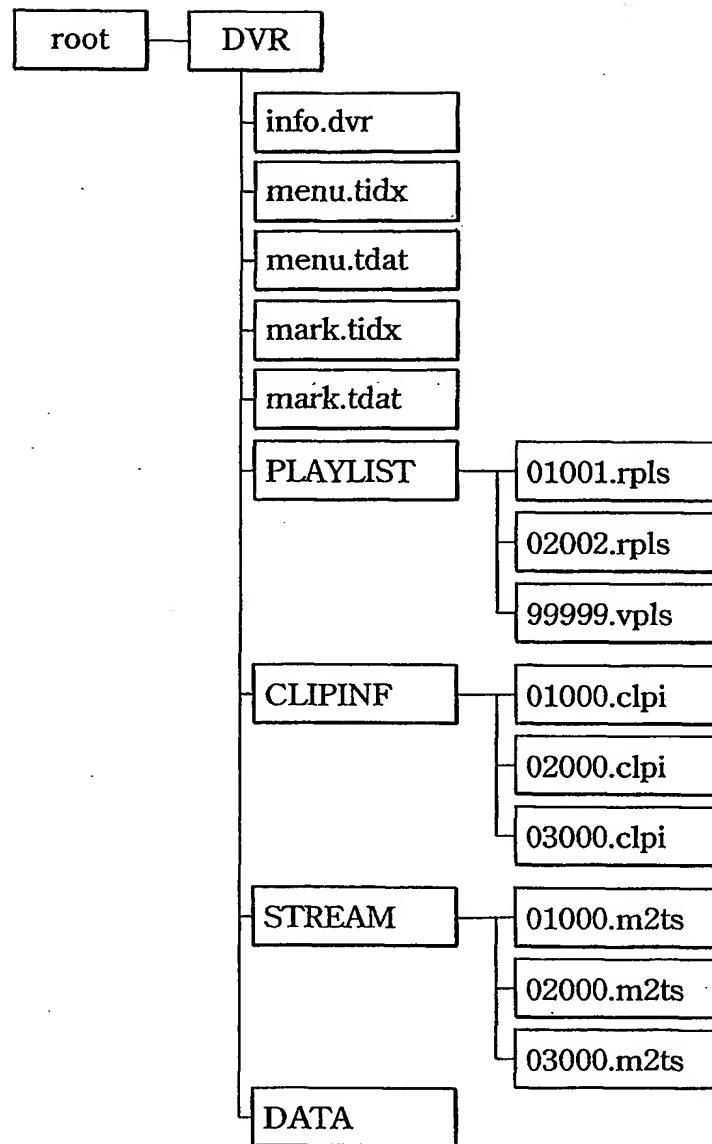 root DVR
info.dvr
menu.tidx
menu.tdat
mark.tidx
mark.tdat
PLAYLIST 01001.rpls
02002.rpls
99999.vpls
CLIPINF 01000.clpi
02000.clpi
03000.clpi
STREAM 01000.m2ts
02000.m2ts
03000.m2ts
DATA